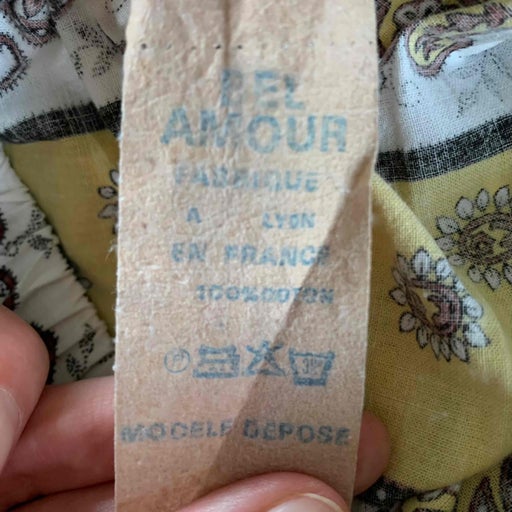 BEL
AMOUR
FABRIQUE
A LYON
EN FRANCE
100% COTON
P
MODELE DEPOSE